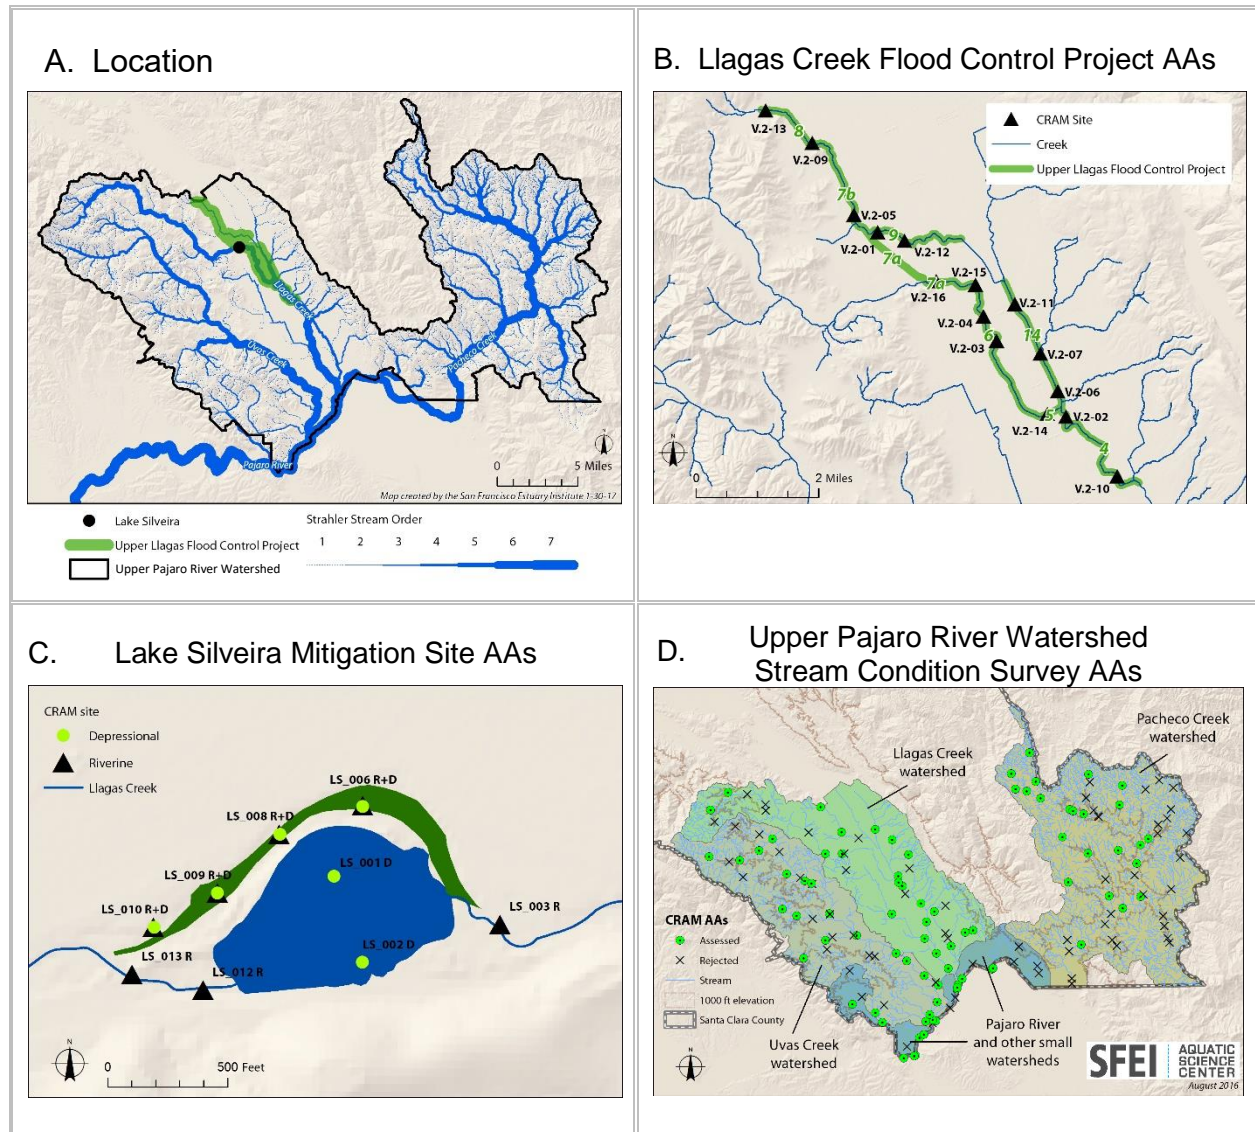 A. Location
Llagas Creek
Uvas Creek
Pacheco Creek
Pajaro River
N
0 5 Miles
Map created by the San Francisco Estuary Institute 1-30-17
Lake Silveira
Upper Llagas Flood Control Project
Upper Pajaro River Watershed
Strahler Stream Order
1 2 3 4 5 6 7
B. Llagas Creek Flood Control Project AAs
CRAM Site
Creek
Upper Llagas Flood Control Project
V.2-13
8
V.2-09
7b
V.2-05
9
V.2-01
V.2-12
7a
V.2-15
7a
V.2-16
V.2-11
V.2-04
14
6
V.2-03
V.2-07
V.2-06
5
V.2-02
V.2-14
4
V.2-10
N
0 2 Miles
C. Lake Silveira Mitigation Site AAs
CRAM site
Depressional
Riverine
Llagas Creek
LS_006 R+D
LS_008 R+D
LS_001 D
LS_009 R+D
LS_010 R+D
LS_003 R
LS_013 R
LS_002 D
LS_012 R
N
0 500 Feet
D. Upper Pajaro River Watershed
Stream Condition Survey AAs
Pacheco Creek
watershed
Llagas Creek
watershed
CRAM AAs
Assessed
Rejected
Stream
1000 ft elevation
Santa Clara County
Uvas Creek
watershed
Pajaro River
and other small
watersheds
N
SFEI
AQUATIC
SCIENCE
CENTER
August 2016